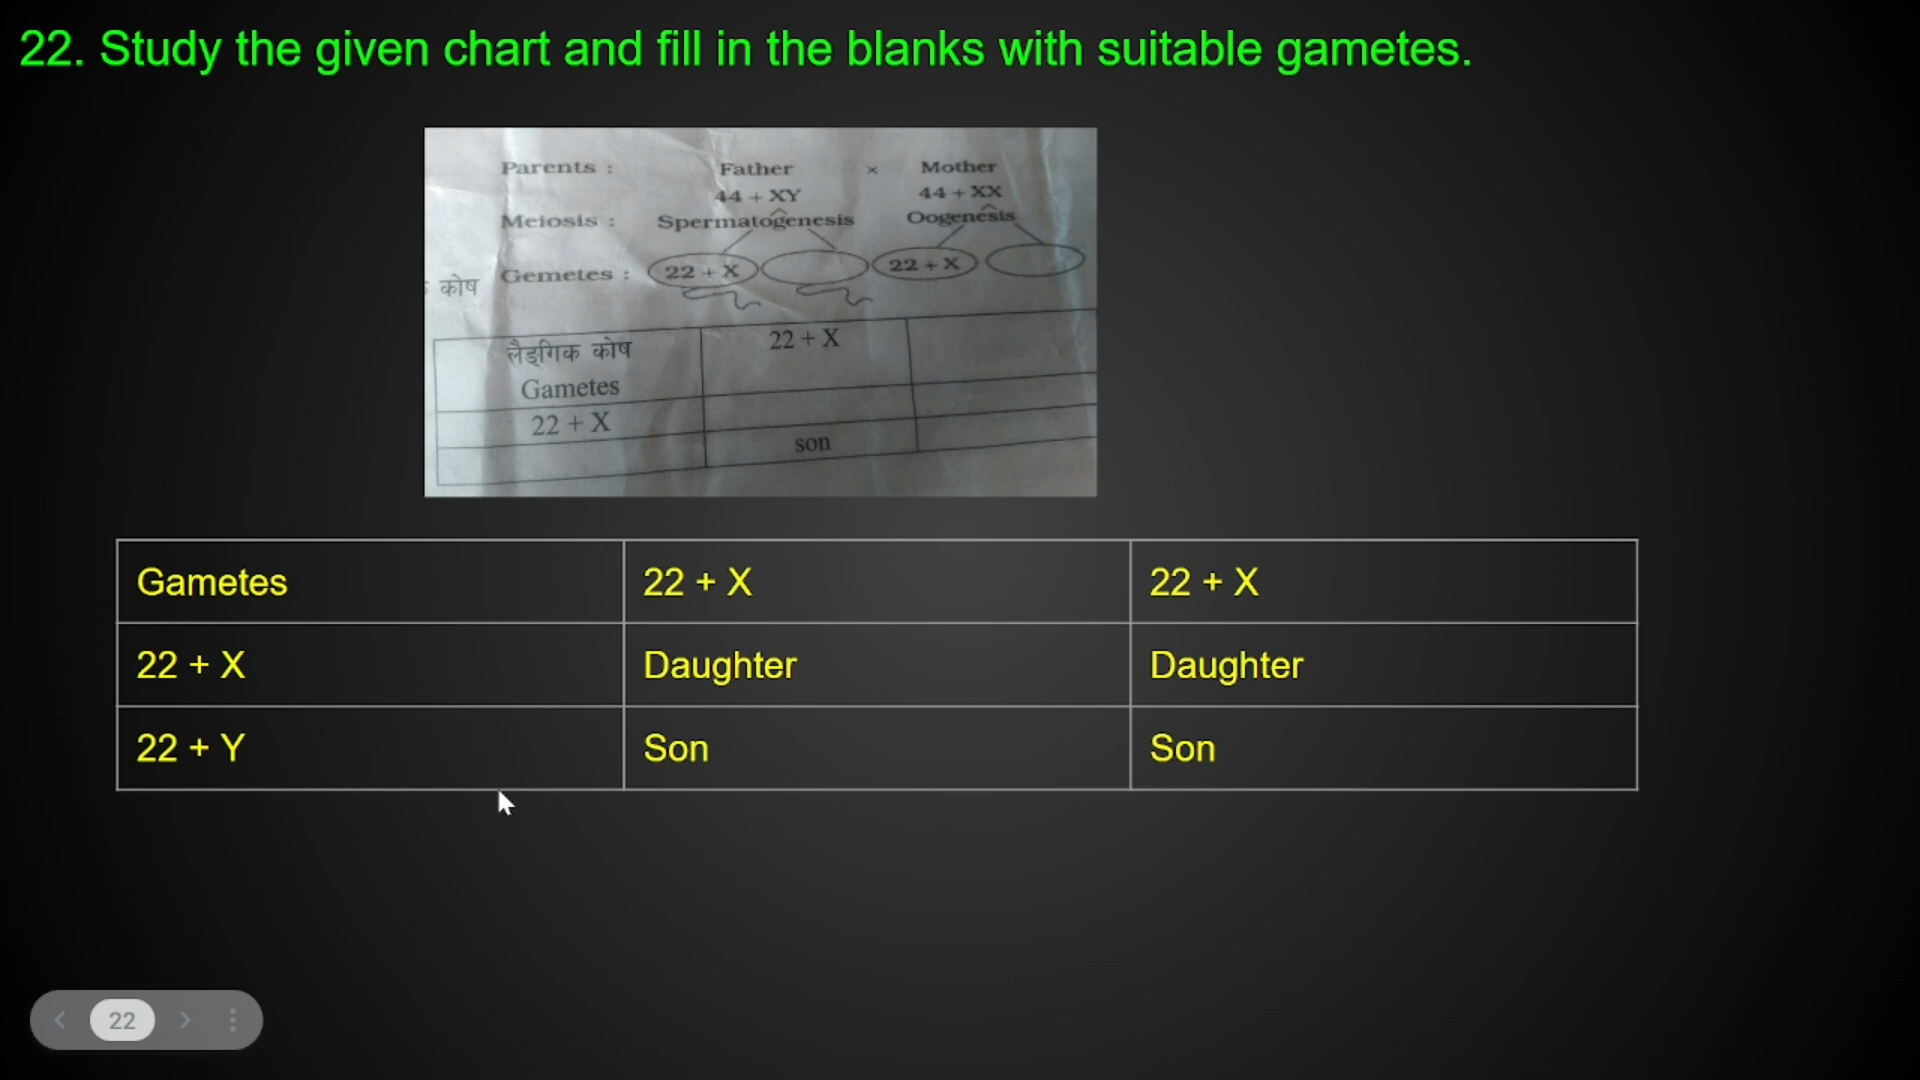 22. Study the given chart and fill in the blanks with suitable gametes.
Parents : Father × Mother
44 + XY 44 + XX
Meiosis : Spermatogenesis Oogenesis
Gemetes : 22 + X 22 + X
कोष
लैङ्गिक कोष 22 + X
Gametes
22 + X
son
Gametes 22 + X 22 + X
22 + X Daughter Daughter
22 + Y Son Son
22